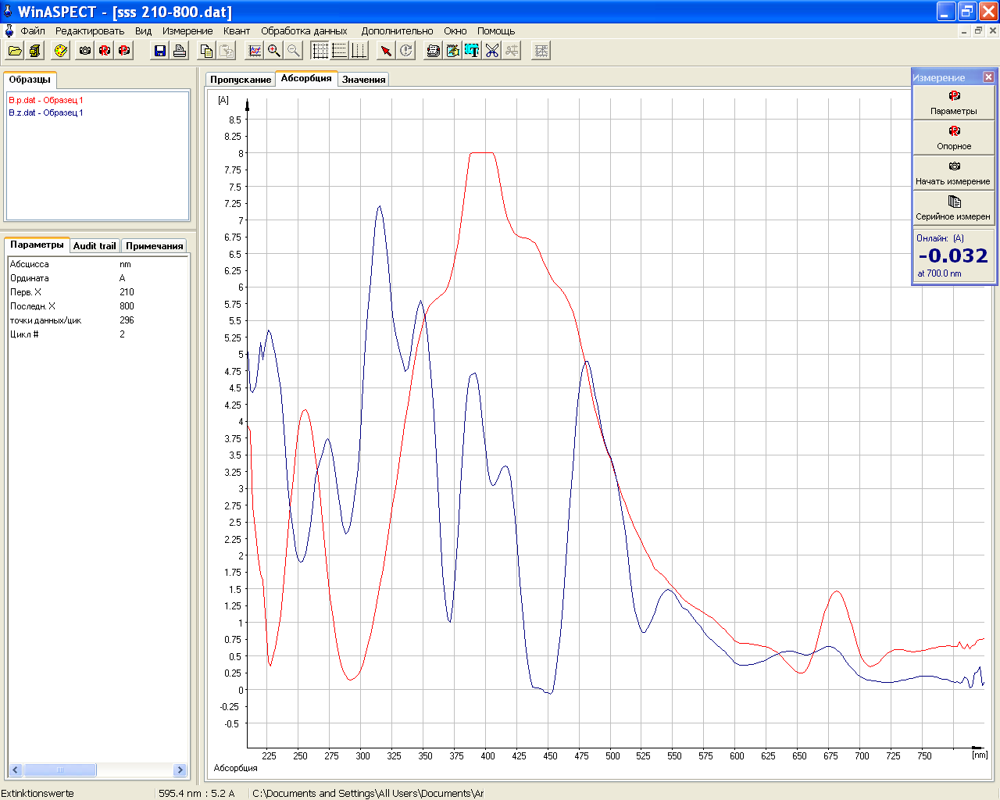 WinASPECT - [sss 210-800.dat]
Файл Редактировать Вид Измерение Квант Обработка данных Дополнительно Окно Помощь
Образцы
B.p.dat - Образец 1
B.z.dat - Образец 1
Параметры Audit trail Примечания
Абсцисса nm
Ордината A
Перв. X 210
Последн. X 800
точки данных/цик 296
Цикл # 2
Пропускание Абсорбция Значения
[A]
8.5
8.25
8
7.75
7.5
7.25
7
6.75
6.5
6.25
6
5.75
5.5
5.25
5
4.75
4.5
4.25
4
3.75
3.5
3.25
3
2.75
2.5
2.25
2
1.75
1.5
1.25
1
0.75
0.5
0.25
0
-0.25
-0.5
225 250 275 300 325 350 375 400 425 450 475 500 525 550 575 600 625 650 675 700 725 750 [nm]
Абсорбция
Измерение
Параметры
Опорное
Начать измерение
Серийное измерен
Онлайн: (A)
-0.032
at 700.0 nm
Extinktionswerte 595.4 nm : 5.2 A C:\Documents and Settings\All Users\Documents\Ar